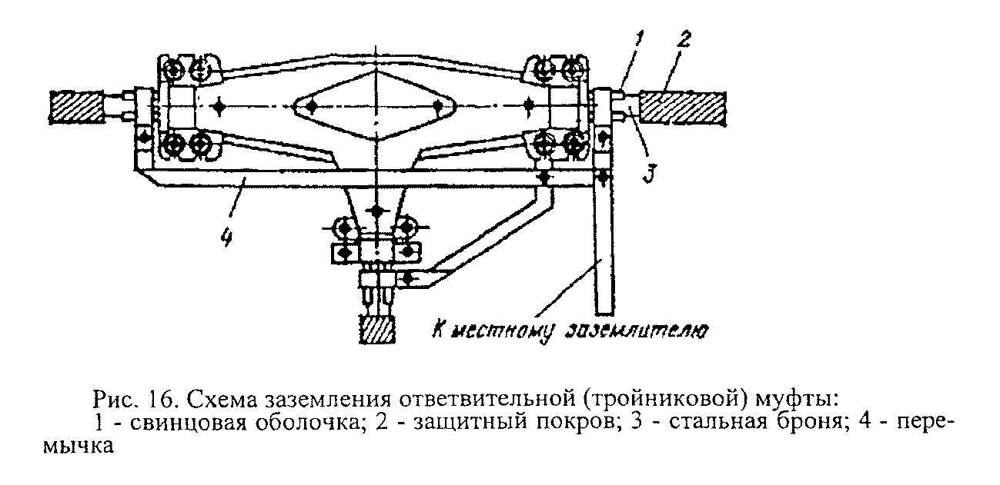 1
2
3
4
К местному заземлителю
Рис. 16. Схема заземления ответвительной (тройниковой) муфты:
1 - свинцовая оболочка; 2 - защитный покров; 3 - стальная броня; 4 - пере-
мычка